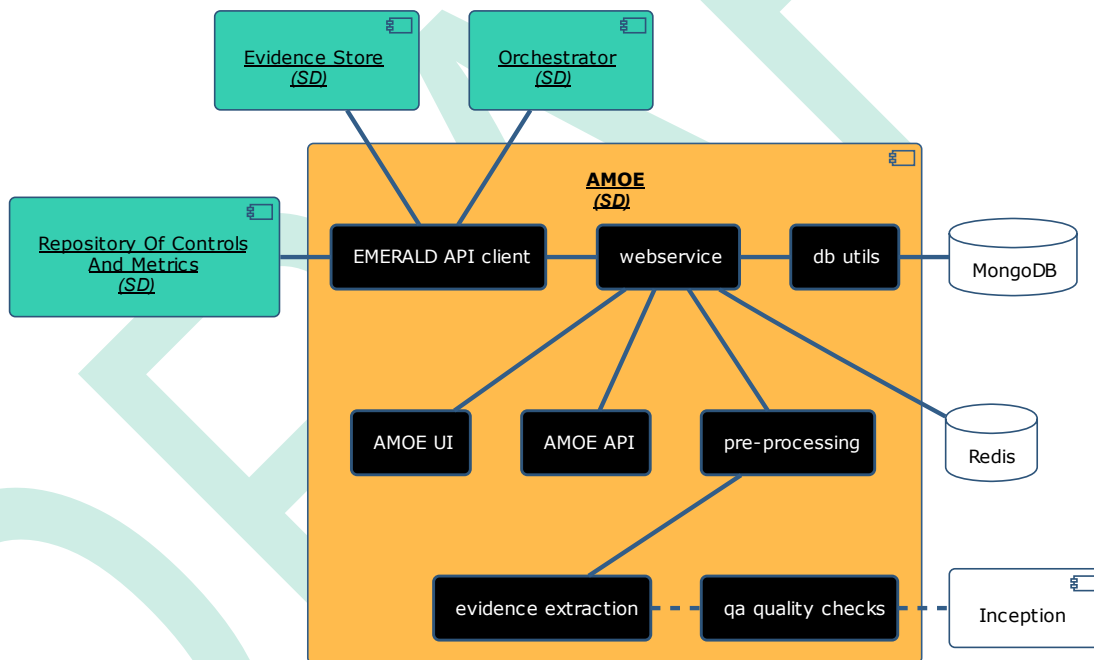 Evidence Store
(SD)
Orchestrator
(SD)
AMOE
(SD)
Repository Of Controls
And Metrics
(SD)
EMERALD API client
webservice
db utils
MongoDB
AMOE UI
AMOE API
pre-processing
Redis
evidence extraction
qa quality checks
Inception